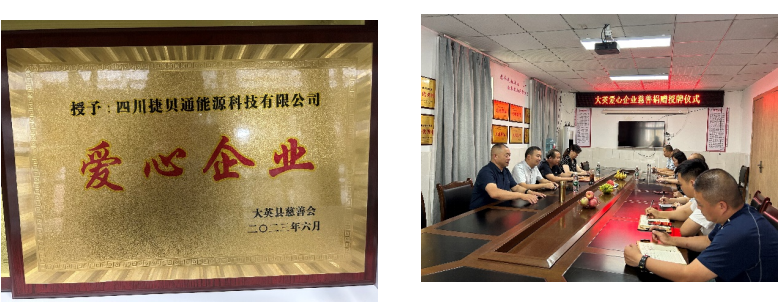 授予：四川捷贝通能源科技有限公司
爱心企业
大英县慈善会
二〇二三年六月
大英爱心企业慈善捐赠授牌仪式